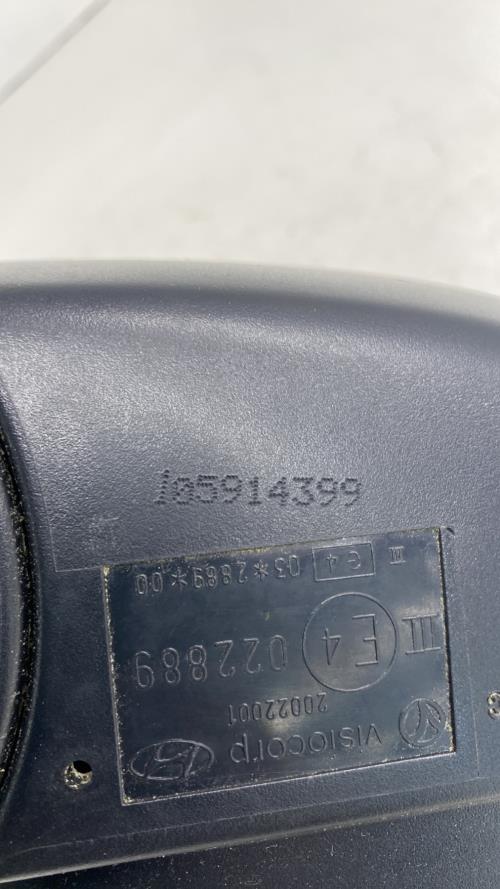 105914399
III e4 03*2889*00
III E4 022889
20022001
visiocorp